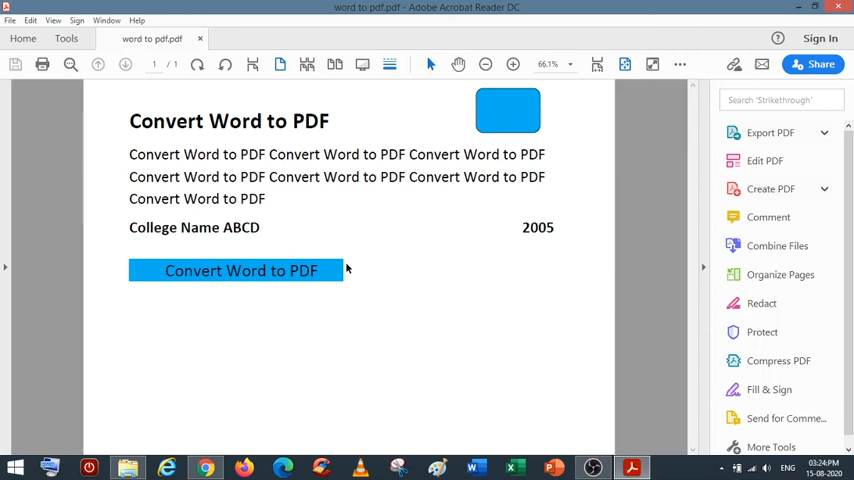 word to pdf.pdf - Adobe Acrobat Reader DC
File Edit View Sign Window Help
Home Tools word to pdf.pdf × ? Sign In
1 / 1 66.1% Share
Convert Word to PDF
Convert Word to PDF Convert Word to PDF Convert Word to PDF
Convert Word to PDF Convert Word to PDF Convert Word to PDF
Convert Word to PDF
College Name ABCD 2005
Convert Word to PDF
Search 'Strikethrough'
Export PDF
Edit PDF
Create PDF
Comment
Combine Files
Organize Pages
Redact
Protect
Compress PDF
Fill & Sign
Send for Comme...
More Tools
ENG 03:24:PM
15-08-2020